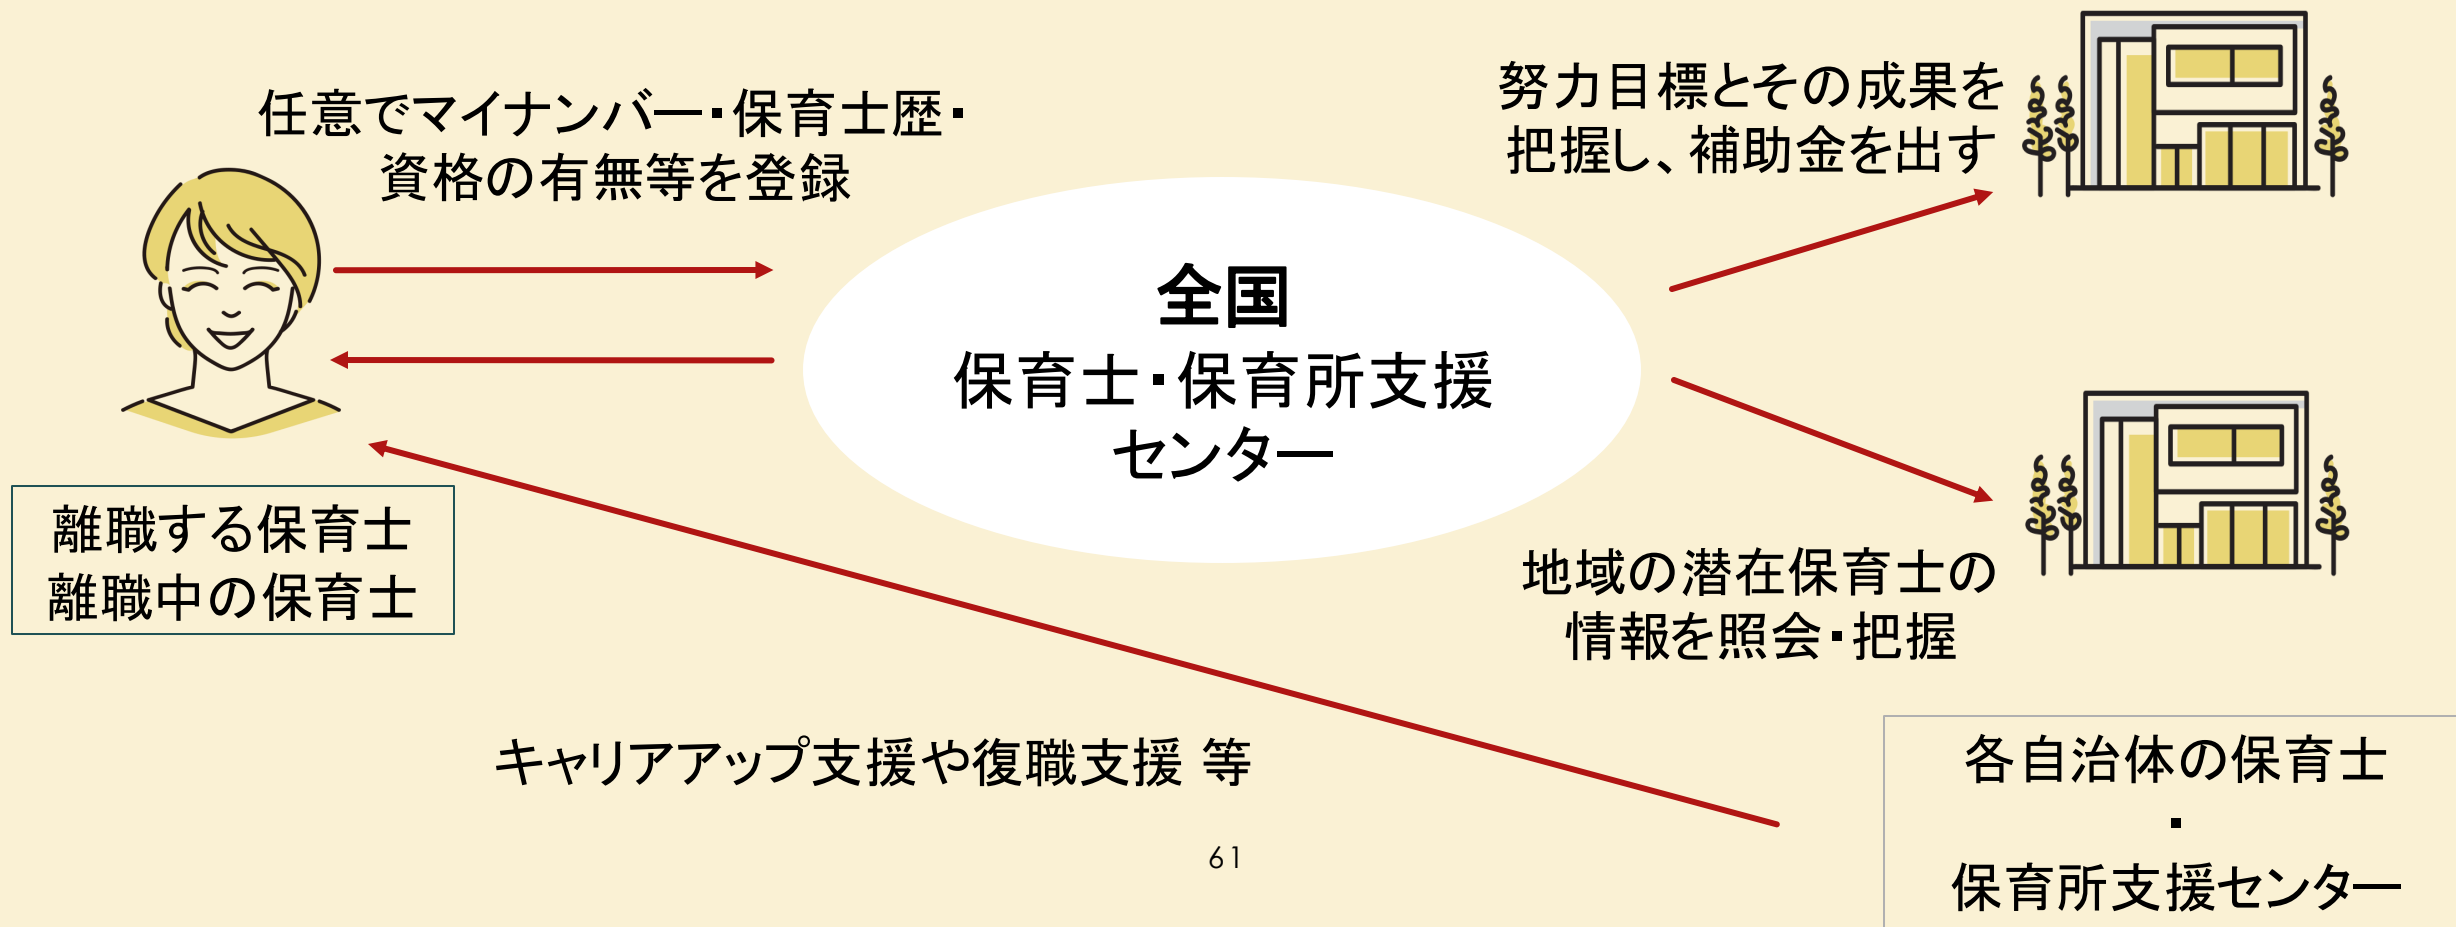 任意でマイナンバー・保育士歴・
資格の有無等を登録
努力目標とその成果を
把握し、補助金を出す
全国
保育士・保育所支援
センター
離職する保育士
離職中の保育士
地域の潜在保育士の
情報を照会・把握
キャリアアップ支援や復職支援 等
各自治体の保育士
・
保育所支援センター
61